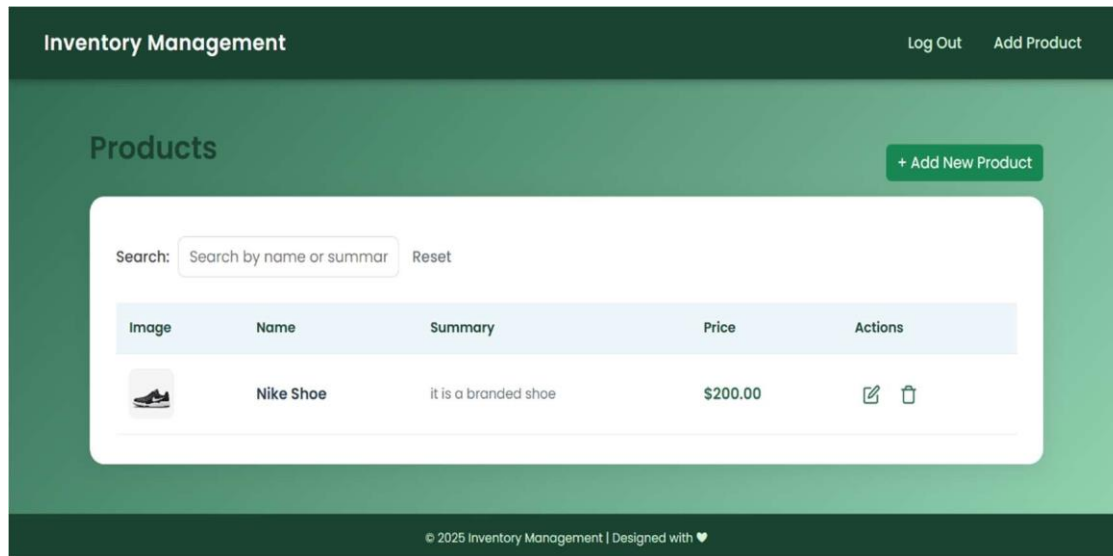 Inventory Management Log Out Add Product
Products
+ Add New Product
Search: Search by name or summar Reset
Image Name Summary Price Actions
Nike Shoe it is a branded shoe $200.00
© 2025 Inventory Management | Designed with ♥